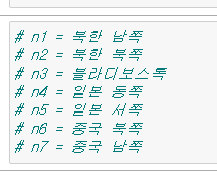 # n1 = 북한 남쪽
# n2 = 북한 북쪽
# n3 = 블라디보스톡
# n4 = 일본 동쪽
# n5 = 일본 서쪽
# n6 = 중국 북쪽
# n7 = 중국 남쪽